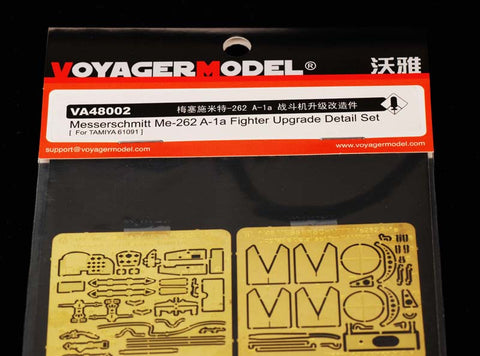 VOYAGERMODEL® 沃雅
VA48002
梅塞施米特-262 A-1a 战斗机升级改造件
Messerschmitt Me-262 A-1a Fighter Upgrade Detail Set
[ For TAMIYA 61091 ]
support@voyagermodel.com
www.voyagermodel.com